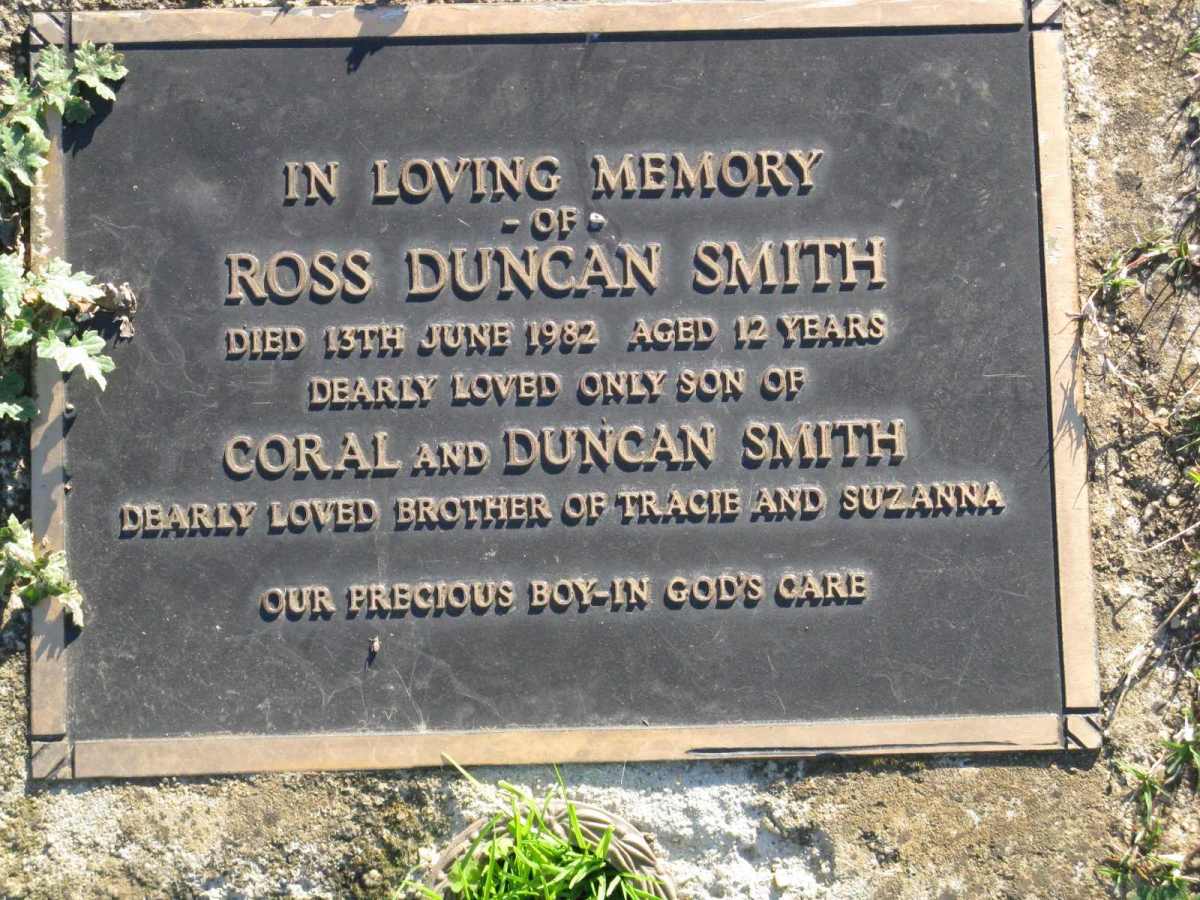 IN LOVING MEMORY
- OF -
ROSS DUNCAN SMITH
DIED 13TH JUNE 1982 AGED 12 YEARS
DEARLY LOVED ONLY SON OF
CORAL AND DUNCAN SMITH
DEARLY LOVED BROTHER OF TRACIE AND SUZANNA
OUR PRECIOUS BOY-IN GOD'S CARE